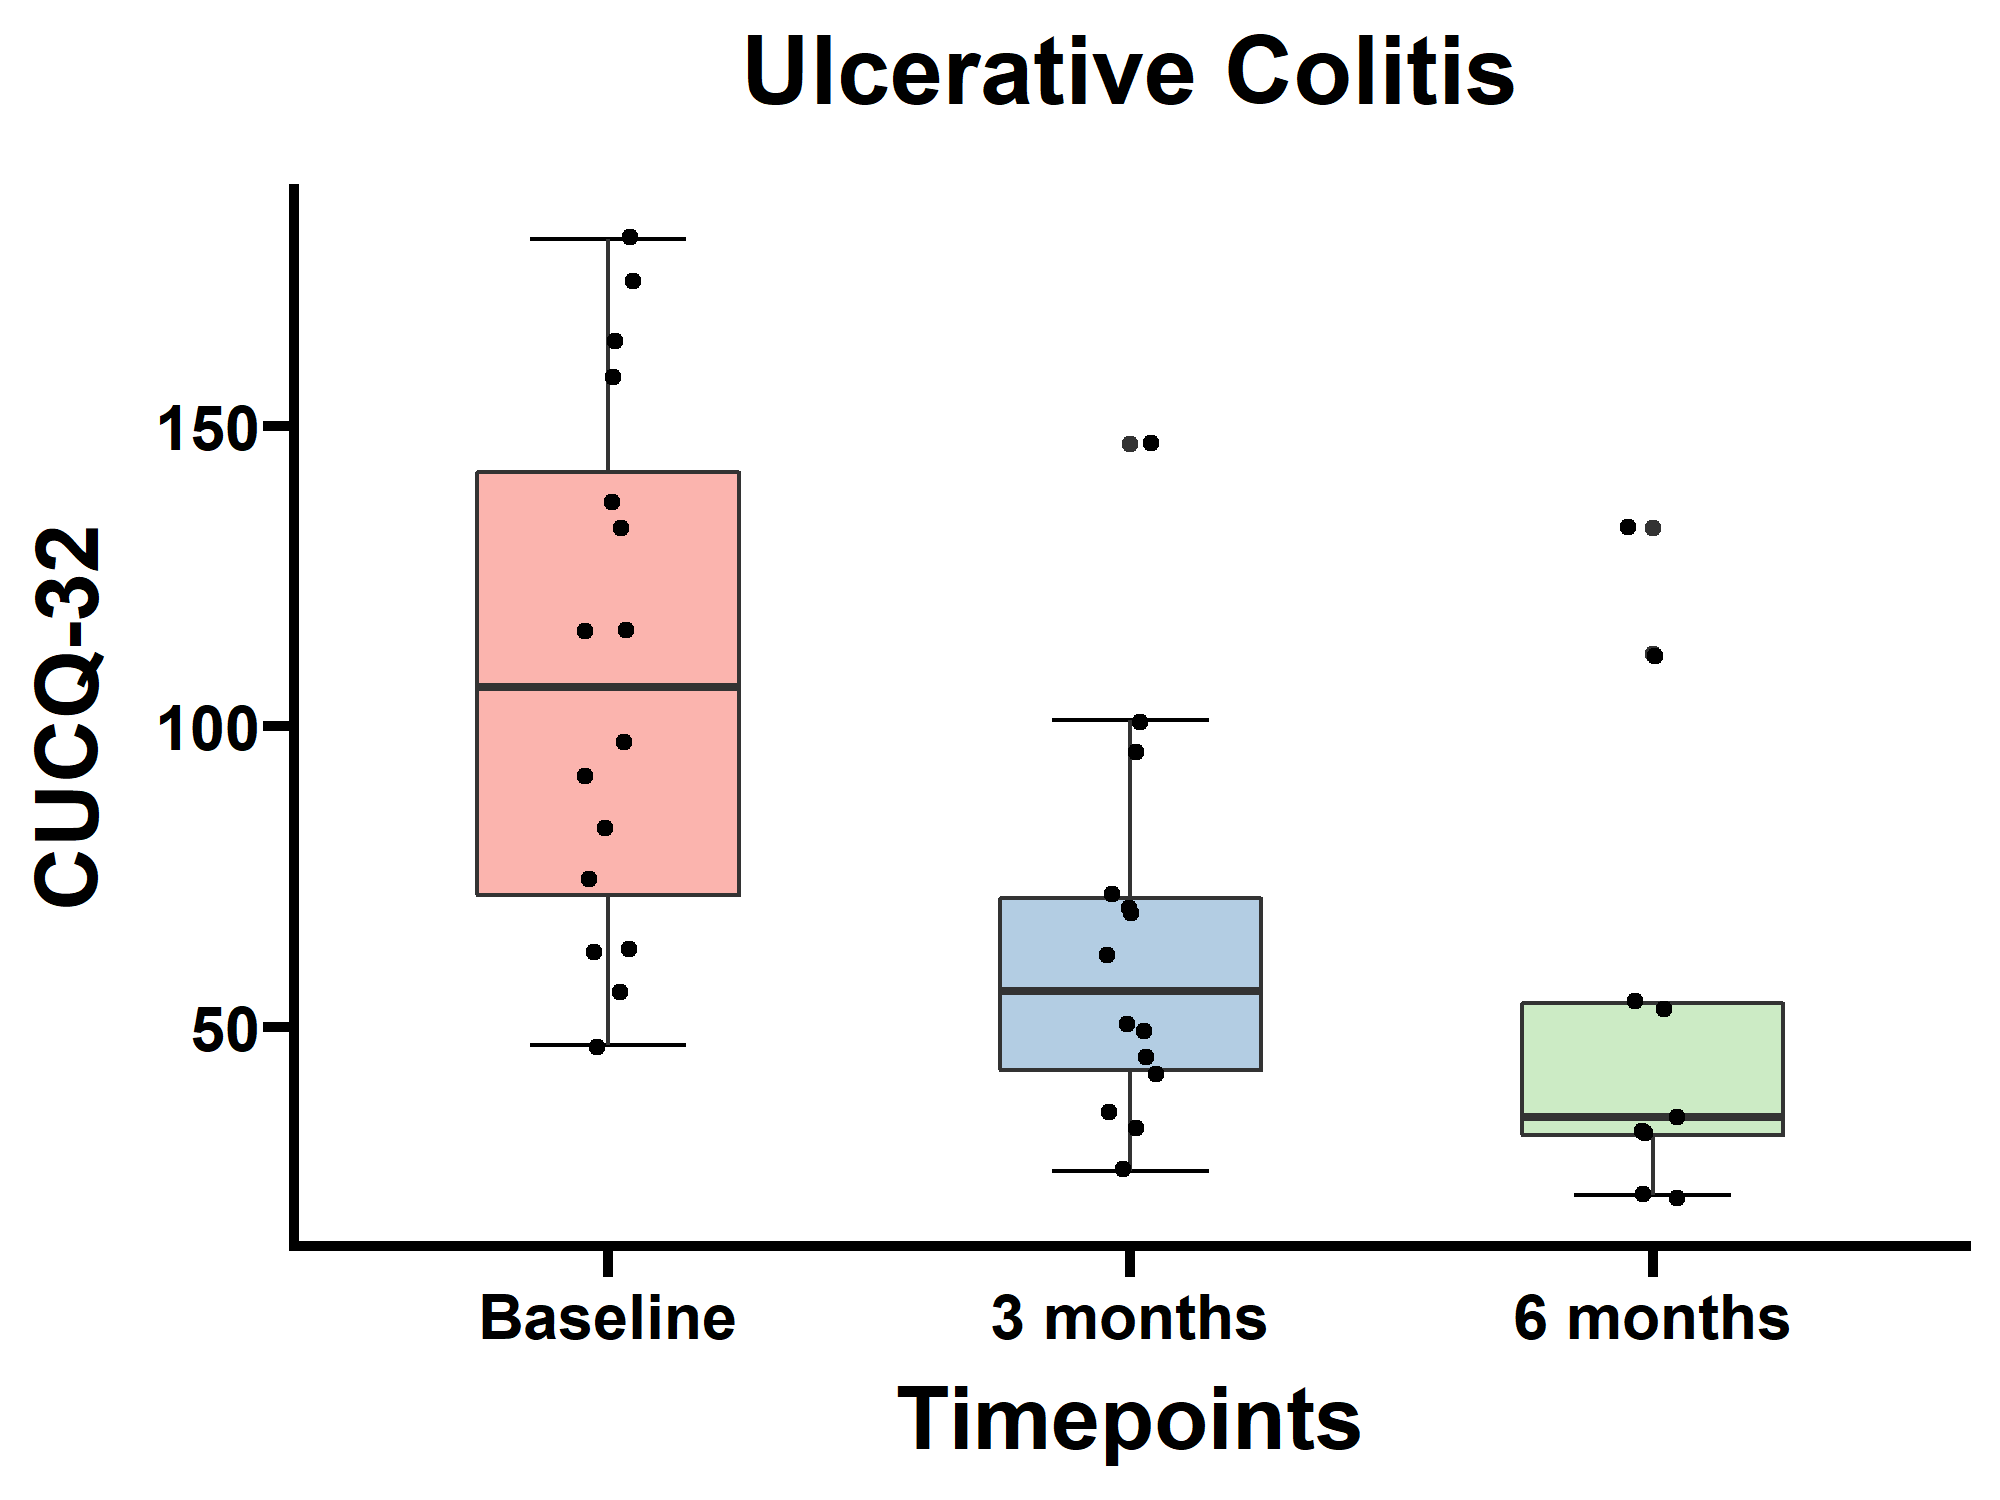 Ulcerative Colitis
CUCQ-32
150
100
50
Baseline
3 months
6 months
Timepoints